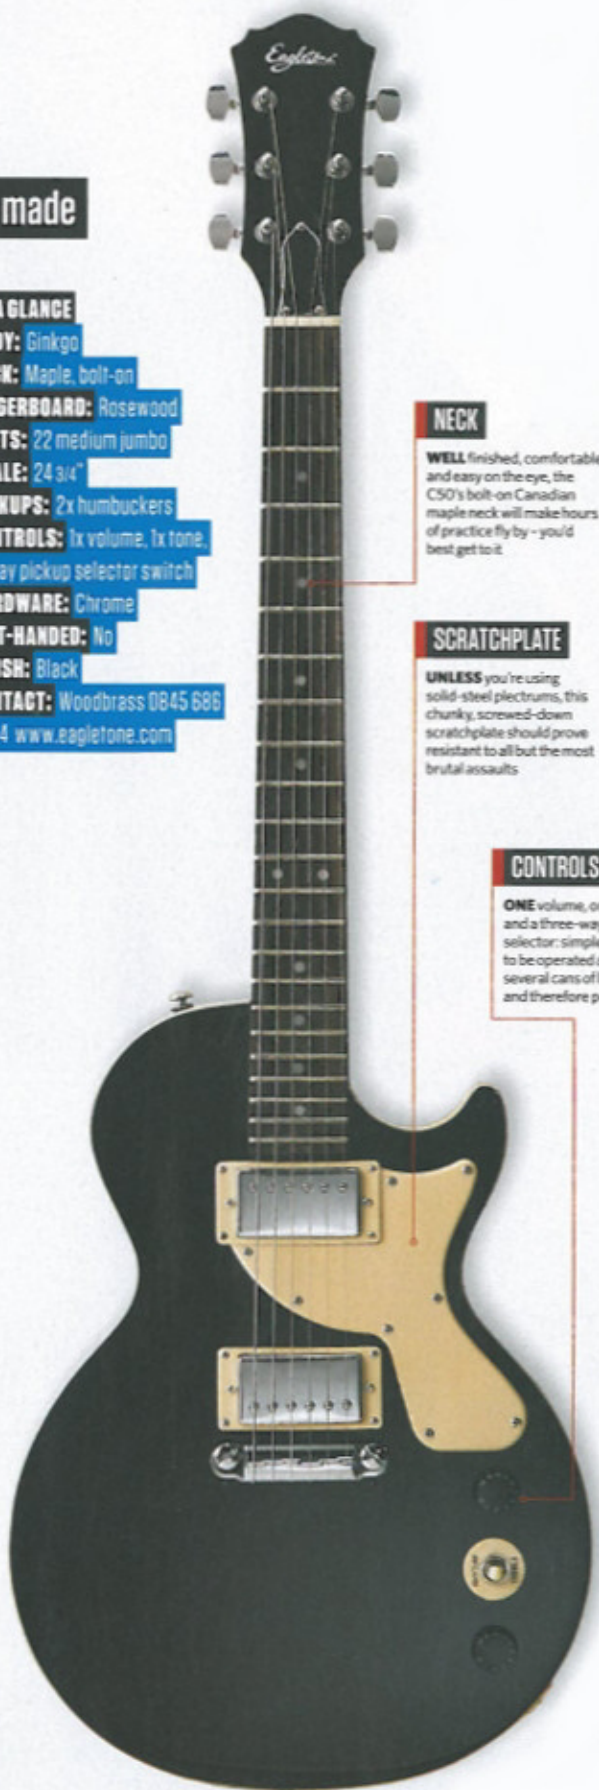 Eagletone
made
A GLANCE
DY: Ginkgo
K: Maple, bolt-on
GERBOARD: Rosewood
TS: 22 medium jumbo
ALE: 24 3/4"
KUPS: 2x humbuckers
NTROLS: 1x volume, 1x tone,
ay pickup selector switch
RDWARE: Chrome
T-HANDED: No
ISH: Black
NTACT: Woodbrass 0845 686
4 www.eagletone.com
NECK
WELL finished, comfortable
and easy on the eye, the
C50's bolt-on Canadian
maple neck will make hours
of practice fly by – you'd
best get to it
SCRATCHPLATE
UNLESS you're using
solid-steel plectrums, this
chunky, screwed-down
scratchplate should prove
resistant to all but the most
brutal assaults
CONTROLS
ONE volume, o
and a three-way
selector: simple
to be operated a
several cans of l
and therefore p